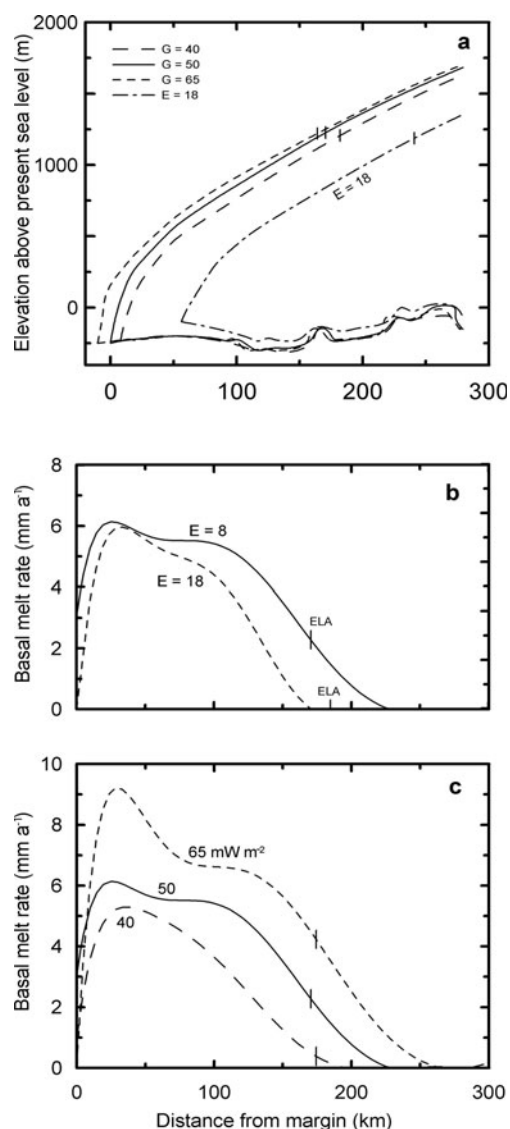 a
2000
1000
0
Elevation above present sea level (m)
G = 40
G = 50
G = 65
E = 18
E = 18
0 100 200 300
b
8
6
4
2
0
Basal melt rate (mm a⁻¹)
E = 8
E = 18
ELA
ELA
c
10
8
6
4
2
0
Basal melt rate (mm a⁻¹)
65 mW m⁻²
50
40
0 100 200 300
Distance from margin (km)